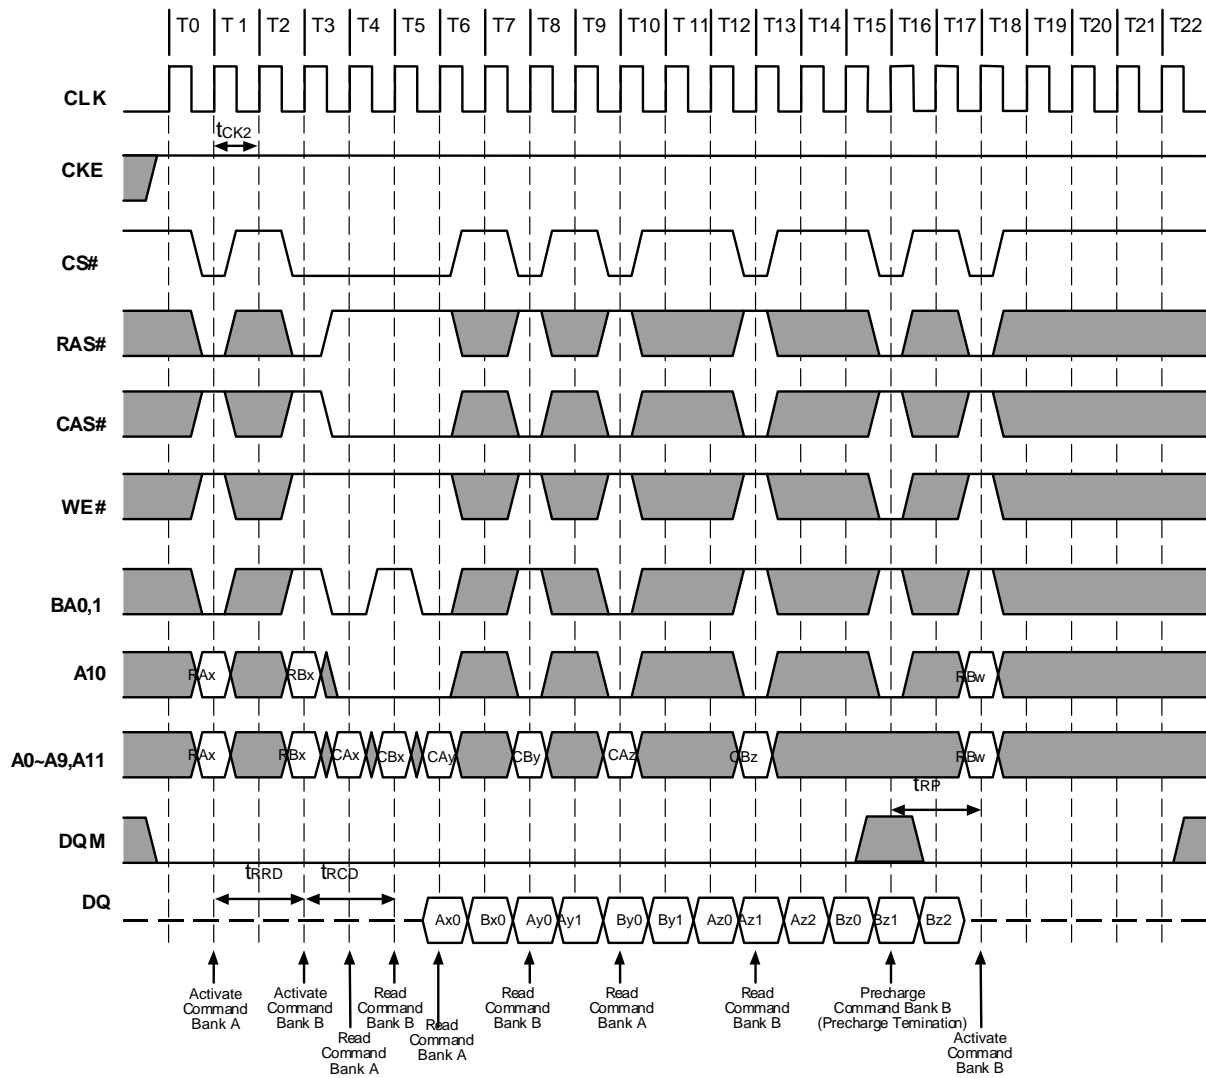 T0 T 1 T2 T3 T4 T5 T6 T7 T8 T9 T10 T 11 T12 T13 T14 T15 T16 T17 T18 T19 T20 T21 T22
CLK
tCK2
CKE
CS#
RAS#
CAS#
WE#
BA0,1
A10
RAx RBx RBw
A0~A9,A11
RAx RBx CAx CBx CAy CBy CAz CBz RBw
tRP
DQM
tRRD tRCD
DQ
Ax0 Bx0 Ay0 Ay1 By0 By1 Az0 Az1 Az2 Bz0 Bz1 Bz2
Activate
Command
Bank A
Activate
Command
Bank B
Read
Command
Bank A
Read
Command
Bank B
Read
Command
Bank A
Read
Command
Bank B
Read
Command
Bank A
Read
Command
Bank B
Precharge
Command Bank B
(Precharge Temination)
Activate
Command
Bank B